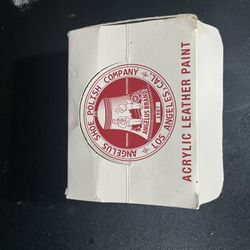 ANGELUS SHOE POLISH COMPANY
LOS ANGELES, CAL.
ANGELUS BRAND
1907
ACRYLIC LEATHER PAINT